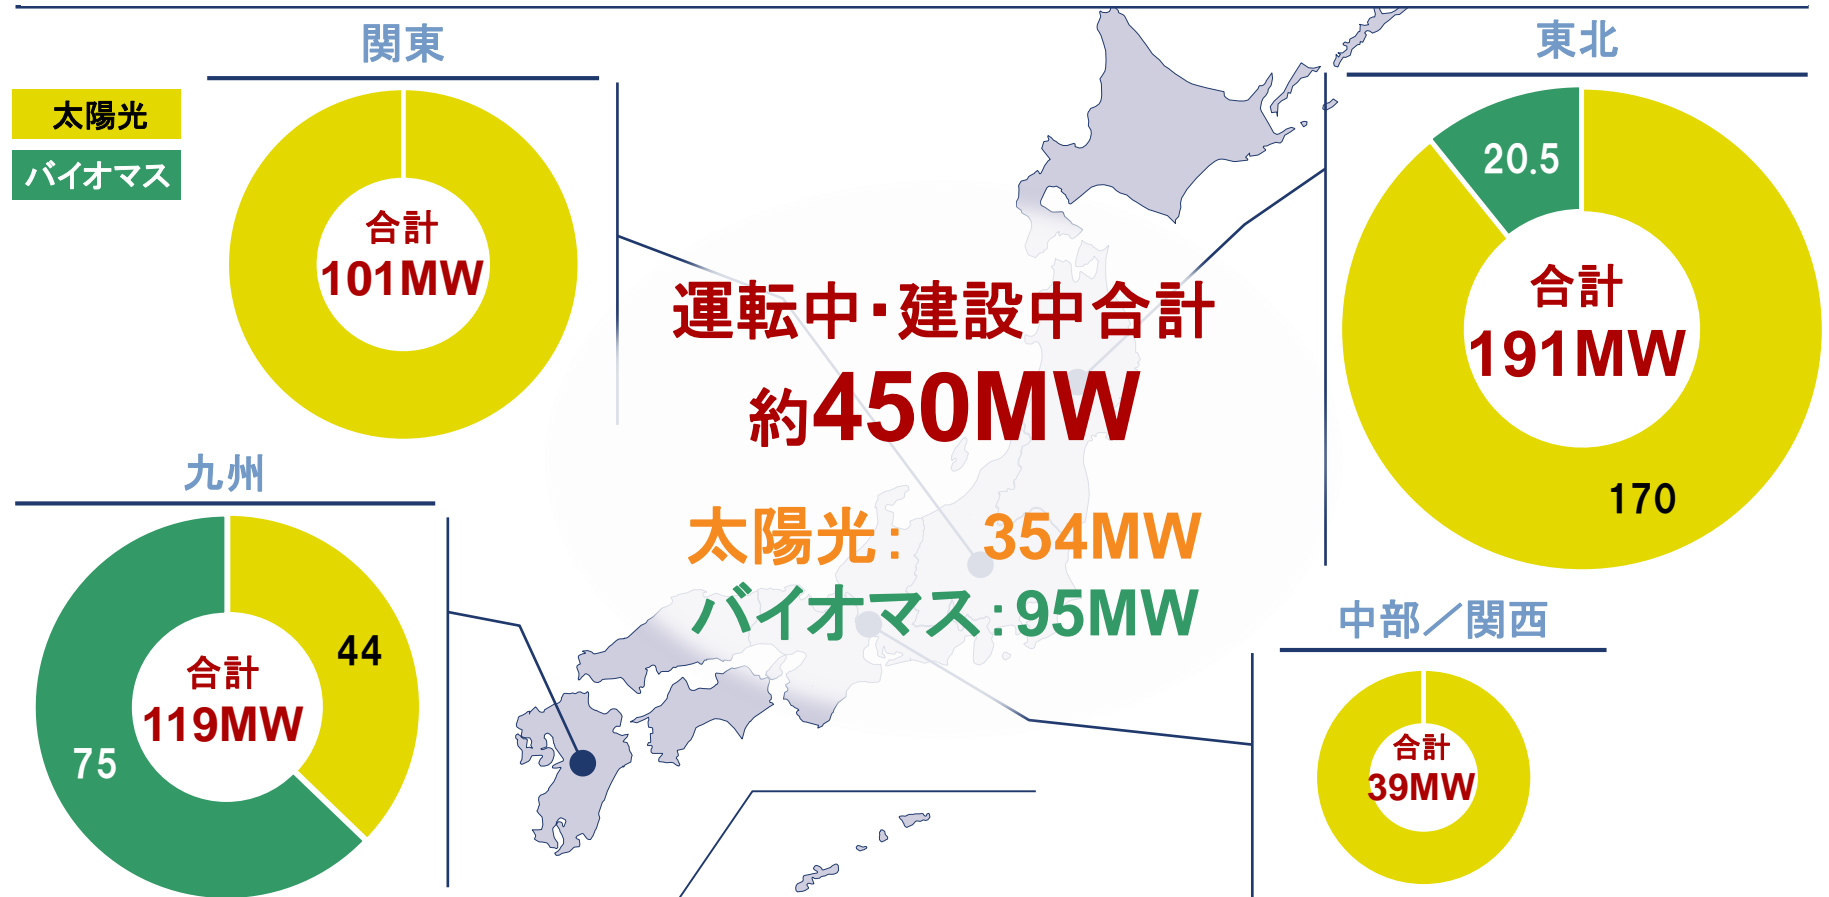 関東
太陽光
バイオマス
合計
101MW
東北
20.5
合計
191MW
170
運転中・建設中合計
約450MW
太陽光： 354MW
バイオマス：95MW
九州
44
合計
119MW
75
中部／関西
合計
39MW